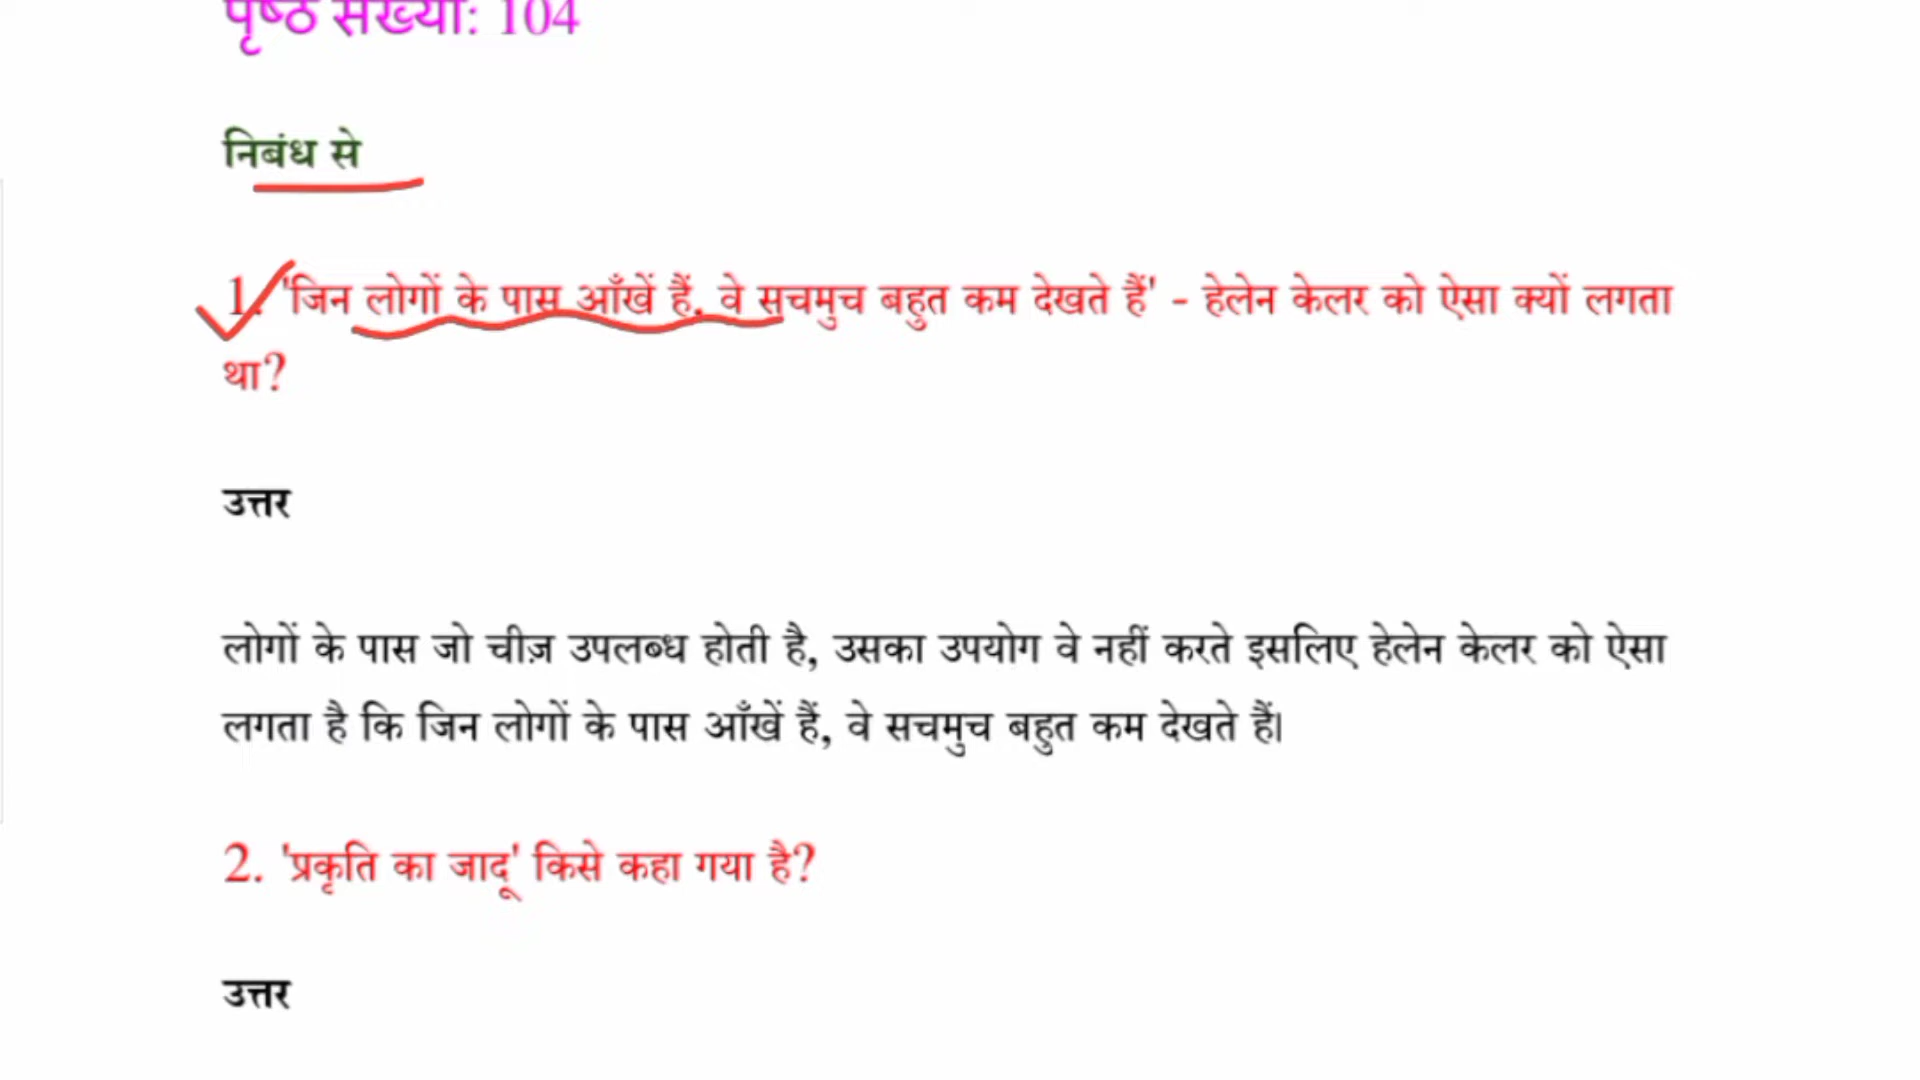 पृष्ठ संख्या: 104
निबंध से
1. 'जिन लोगों के पास आँखें हैं, वे सचमुच बहुत कम देखते हैं' - हेलेन केलर को ऐसा क्यों लगता
था?
उत्तर
लोगों के पास जो चीज़ उपलब्ध होती है, उसका उपयोग वे नहीं करते इसलिए हेलेन केलर को ऐसा
लगता है कि जिन लोगों के पास आँखें हैं, वे सचमुच बहुत कम देखते हैं।
2. 'प्रकृति का जादू' किसे कहा गया है?
उत्तर